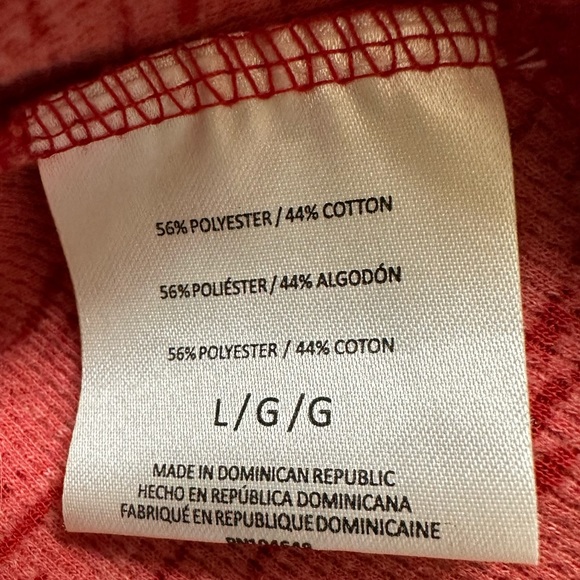 56% POLYESTER / 44% COTTON
56% POLIÉSTER / 44% ALGODÓN
56% POLYESTER / 44% COTON
L/G/G
MADE IN DOMINICAN REPUBLIC
HECHO EN REPÚBLICA DOMINICANA
FABRIQUÉ EN REPUBLIQUE DOMINICAINE